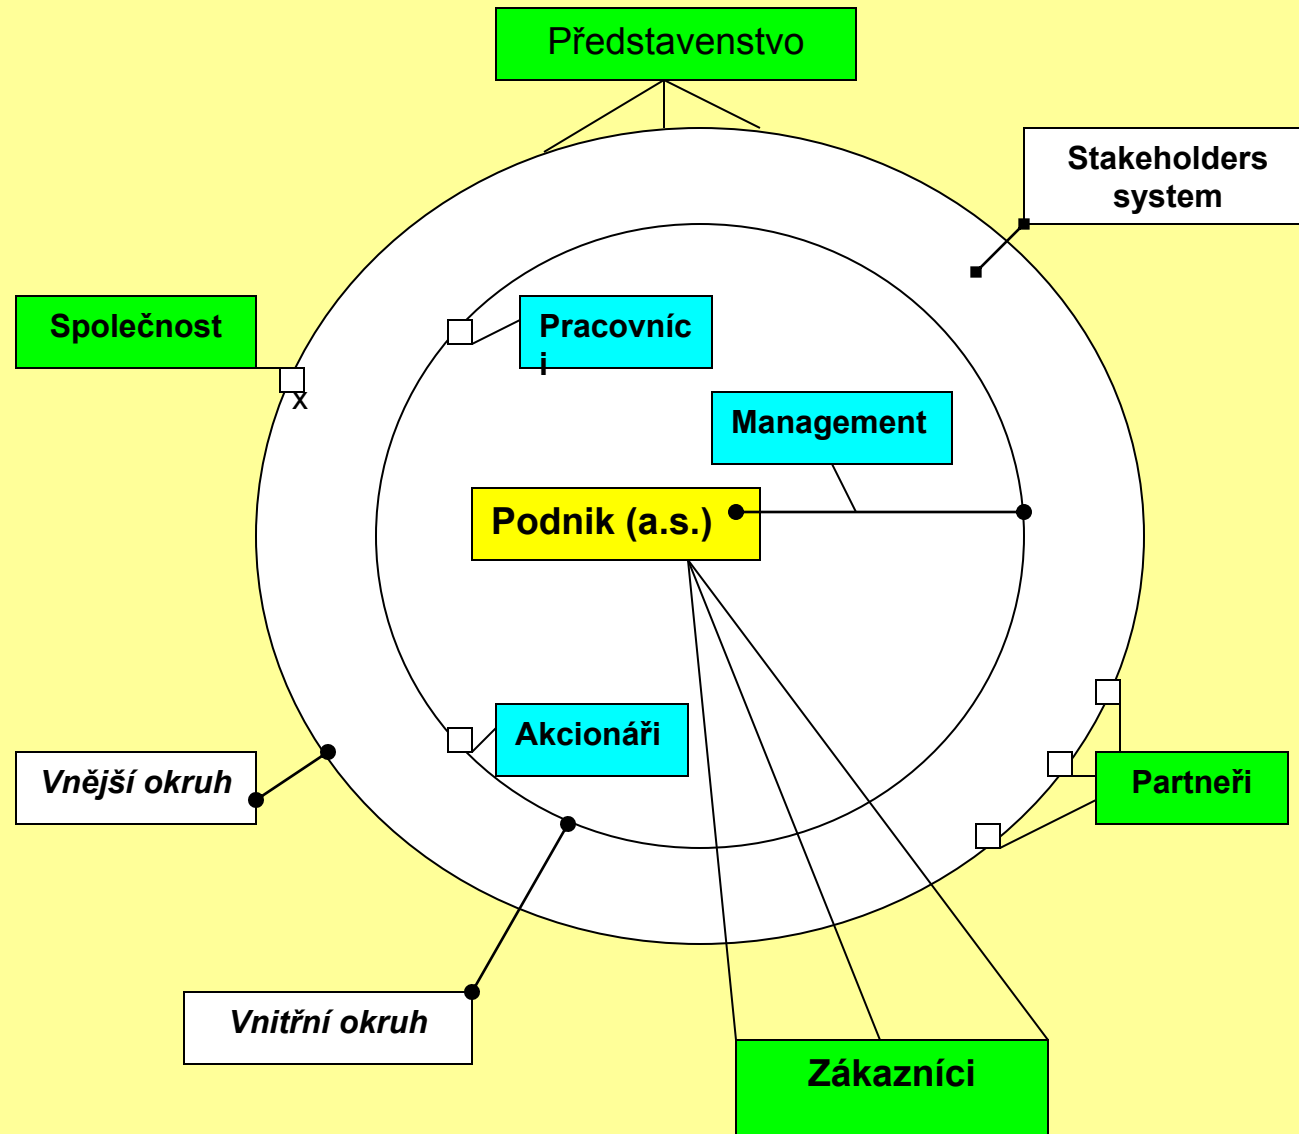 Představenstvo
Stakeholders
system
Společnost
Pracovníc
i
x
Management
Podnik (a.s.)
Akcionáři
Vnější okruh
Partneři
Vnitřní okruh
Zákazníci